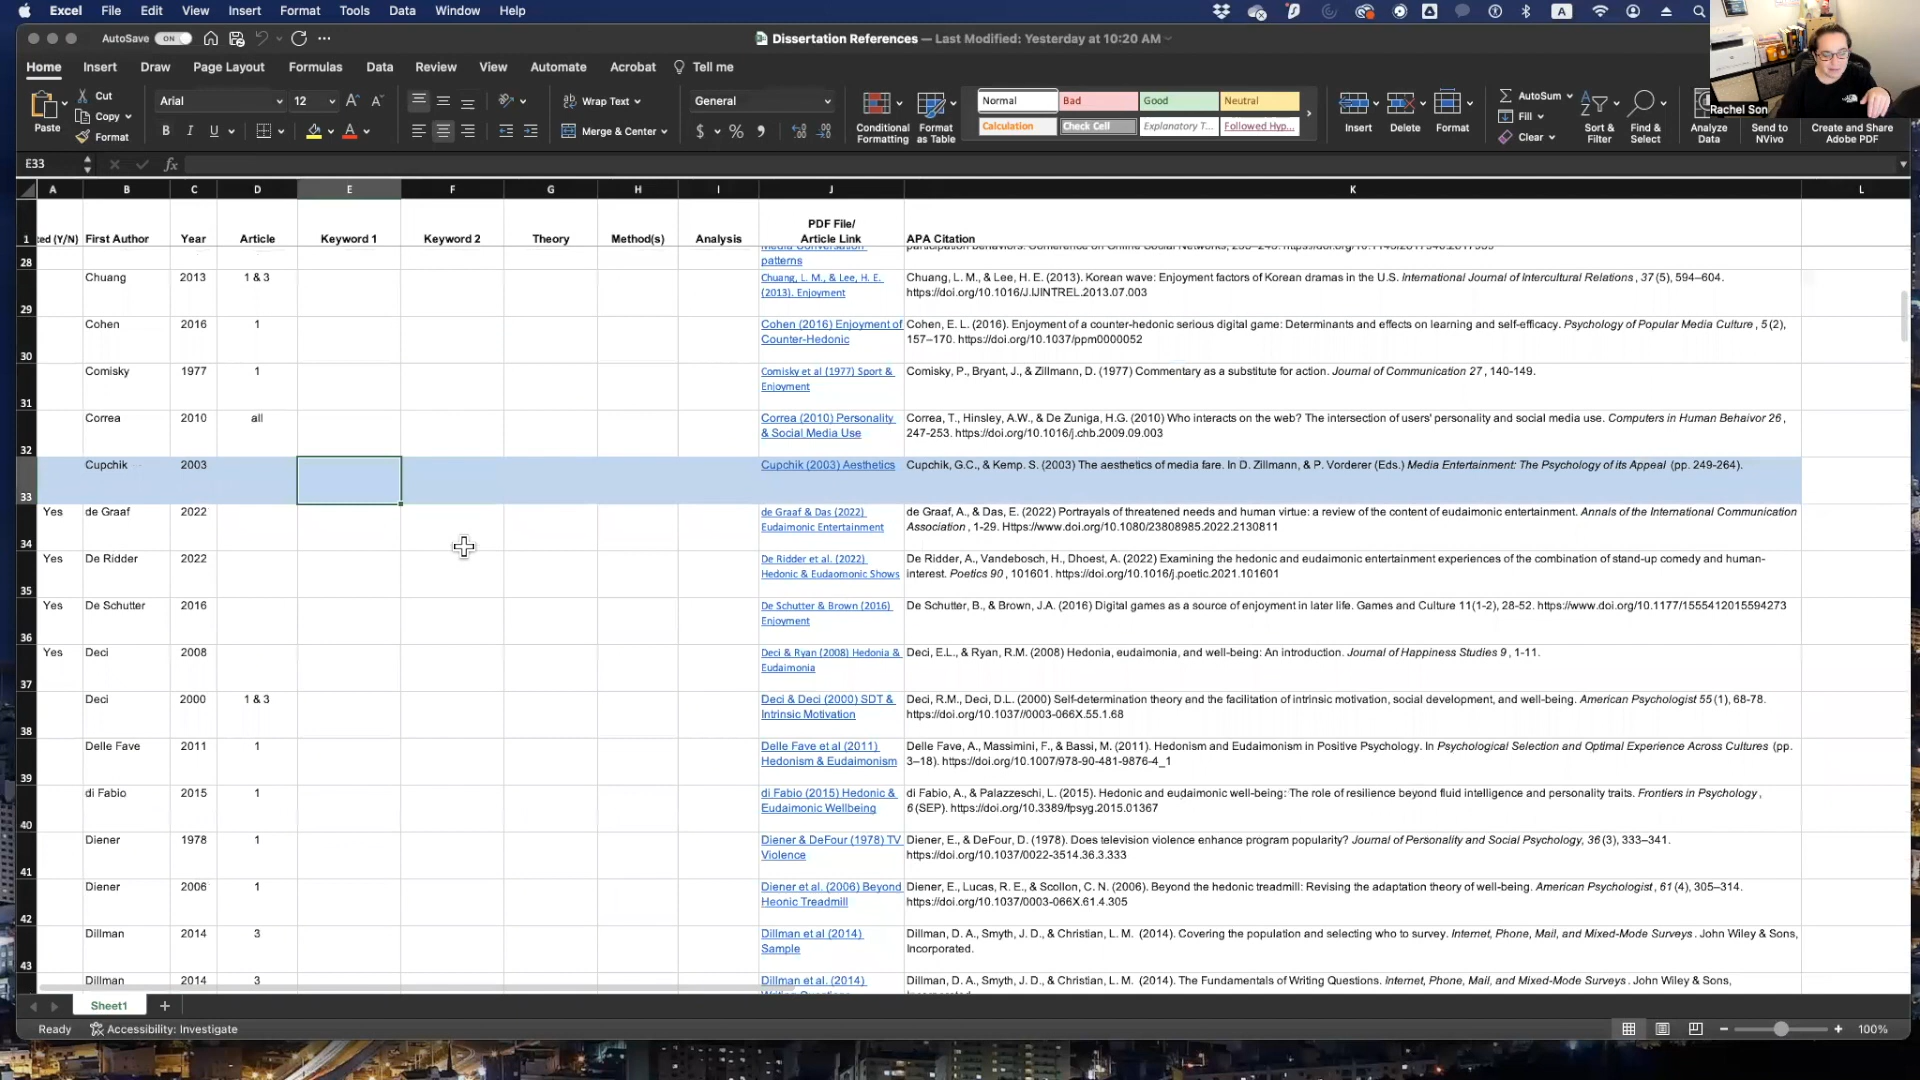 Excel File Edit View Insert Format Tools Data Window Help
AutoSave ON Dissertation References — Last Modified: Yesterday at 10:20 AM
Home Insert Draw Page Layout Formulas Data Review View Automate Acrobat Tell me
Paste Cut Copy Format Arial 12 Wrap Text Merge & Center General Conditional Formatting Format as Table Normal Bad Good Neutral Calculation Check Cell Explanatory T... Followed Hyp... Insert Delete Format AutoSum Fill Clear Sort & Filter Find & Select Analyze Data Send to NVivo Create and Share Adobe PDF
Rachel Son
E33 fx
A B C D E F G H I J K L
1 ted (Y/N) First Author Year Article Keyword 1 Keyword 2 Theory Method(s) Analysis PDF File/ Article Link APA Citation
28 patterns
29 Chuang 2013 1 & 3 Chuang, L. M., & Lee, H. E. (2013). Enjoyment Chuang, L. M., & Lee, H. E. (2013). Korean wave: Enjoyment factors of Korean dramas in the U.S. International Journal of Intercultural Relations, 37(5), 594–604.
https://doi.org/10.1016/J.IJINTREL.2013.07.003
30 Cohen 2016 1 Cohen (2016) Enjoyment of Counter-Hedonic Cohen, E. L. (2016). Enjoyment of a counter-hedonic serious digital game: Determinants and effects on learning and self-efficacy. Psychology of Popular Media Culture, 5(2),
157–170. https://doi.org/10.1037/ppm0000052
31 Comisky 1977 1 Comisky et al (1977) Sport & Enjoyment Comisky, P., Bryant, J., & Zillmann, D. (1977) Commentary as a substitute for action. Journal of Communication 27, 140-149.
32 Correa 2010 all Correa (2010) Personality & Social Media Use Correa, T., Hinsley, A.W., & De Zuniga, H.G. (2010) Who interacts on the web? The intersection of users' personality and social media use. Computers in Human Behaivor 26,
247-253. https://doi.org/10.1016/j.chb.2009.09.003
33 Cupchik 2003 Cupchik (2003) Aesthetics Cupchik, G.C., & Kemp. S. (2003) The aesthetics of media fare. In D. Zillmann, & P. Vorderer (Eds.) Media Entertainment: The Psychology of its Appeal (pp. 249-264).
34 Yes de Graaf 2022 de Graaf & Das (2022) Eudaimonic Entertainment de Graaf, A., & Das, E. (2022) Portrayals of threatened needs and human virtue: a review of the content of eudaimonic entertainment. Annals of the International Communication
Association, 1-29. Https://www.doi.org/10.1080/23808985.2022.2130811
35 Yes De Ridder 2022 De Ridder et al. (2022) Hedonic & Eudaomonic Shows De Ridder, A., Vandebosch, H., Dhoest, A. (2022) Examining the hedonic and eudaimonic entertainment experiences of the combination of stand-up comedy and human-
interest. Poetics 90, 101601. https://doi.org/10.1016/j.poetic.2021.101601
36 Yes De Schutter 2016 De Schutter & Brown (2016) Enjoyment De Schutter, B., & Brown, J.A. (2016) Digital games as a source of enjoyment in later life. Games and Culture 11(1-2), 28-52. https://www.doi.org/10.1177/1555412015594273
37 Yes Deci 2008 Deci & Ryan (2008) Hedonia & Eudaimonia Deci, E.L., & Ryan, R.M. (2008) Hedonia, eudaimonia, and well-being: An introduction. Journal of Happiness Studies 9, 1-11.
38 Deci 2000 1 & 3 Deci & Deci (2000) SDT & Intrinsic Motivation Deci, R.M., Deci, D.L. (2000) Self-determination theory and the facilitation of intrinsic motivation, social development, and well-being. American Psychologist 55(1), 68-78.
https://doi.org/10.1037//0003-066X.55.1.68
39 Delle Fave 2011 1 Delle Fave et al (2011) Hedonism & Eudaimonism Delle Fave, A., Massimini, F., & Bassi, M. (2011). Hedonism and Eudaimonism in Positive Psychology. In Psychological Selection and Optimal Experience Across Cultures (pp.
3–18). https://doi.org/10.1007/978-90-481-9876-4_1
40 di Fabio 2015 1 di Fabio (2015) Hedonic & Eudaimonic Wellbeing di Fabio, A., & Palazzeschi, L. (2015). Hedonic and eudaimonic well-being: The role of resilience beyond fluid intelligence and personality traits. Frontiers in Psychology,
6(SEP). https://doi.org/10.3389/fpsyg.2015.01367
41 Diener 1978 1 Diener & DeFour (1978) TV Violence Diener, E., & DeFour, D. (1978). Does television violence enhance program popularity? Journal of Personality and Social Psychology, 36(3), 333–341.
https://doi.org/10.1037/0022-3514.36.3.333
42 Diener 2006 1 Diener et al. (2006) Beyond Heonic Treadmill Diener, E., Lucas, R. E., & Scollon, C. N. (2006). Beyond the hedonic treadmill: Revising the adaptation theory of well-being. American Psychologist, 61(4), 305–314.
https://doi.org/10.1037/0003-066X.61.4.305
43 Dillman 2014 3 Dillman et al (2014) Sample Dillman, D. A., Smyth, J. D., & Christian, L. M. (2014). Covering the population and selecting who to survey. Internet, Phone, Mail, and Mixed-Mode Surveys. John Wiley & Sons,
Incorporated.
Dillman 2014 3 Dillman et al. (2014) Dillman, D. A., Smyth, J. D., & Christian, L. M. (2014). The Fundamentals of Writing Questions. Internet, Phone, Mail, and Mixed-Mode Surveys. John Wiley & Sons,
Sheet1
Ready Accessibility: Investigate 100%